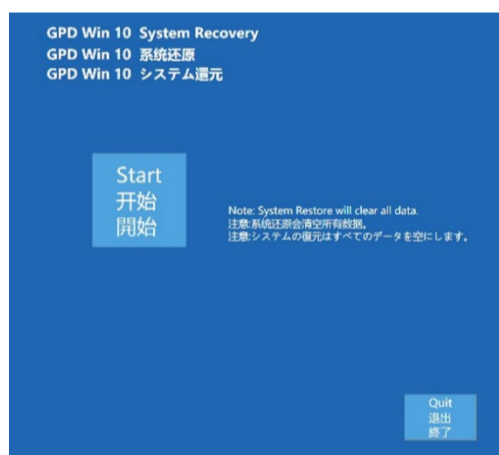 GPD Win 10 System Recovery
GPD Win 10 系统还原
GPD Win 10 システム還元
Start
开始
開始
Note: System Restore will clear all data.
注意:系统还原会清空所有数据。
注意:システムの復元はすべてのデータを空にします。
Quit
退出
終了